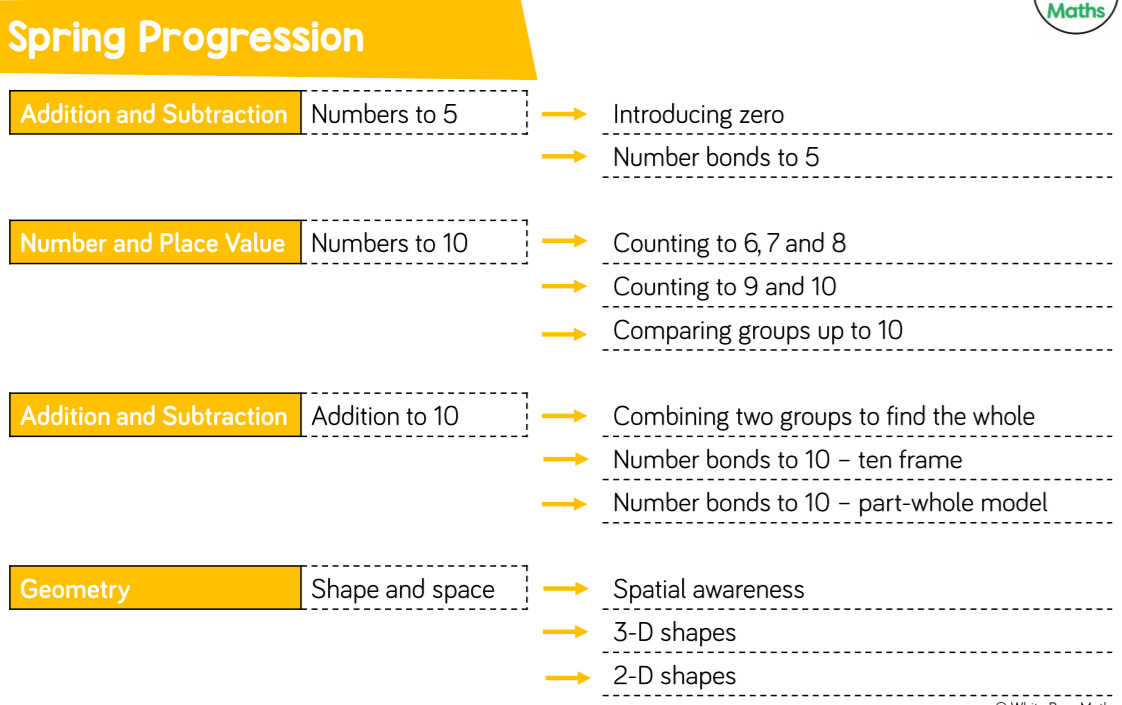 Maths
Spring Progression
Addition and Subtraction Numbers to 5 Introducing zero
Number bonds to 5
Number and Place Value Numbers to 10 Counting to 6, 7 and 8
Counting to 9 and 10
Comparing groups up to 10
Addition and Subtraction Addition to 10 Combining two groups to find the whole
Number bonds to 10 – ten frame
Number bonds to 10 – part-whole model
Geometry Shape and space Spatial awareness
3-D shapes
2-D shapes